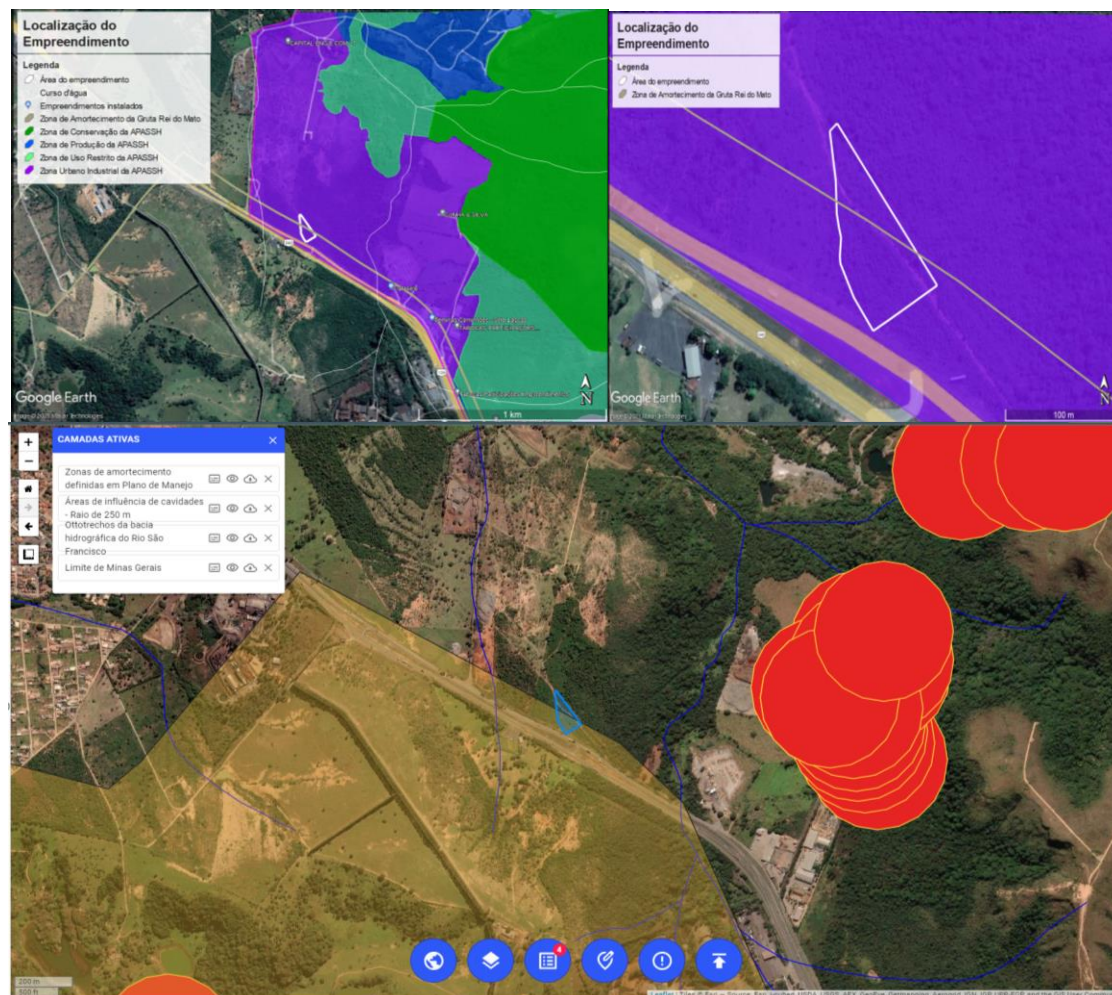 Localização do
Empreendimento
Legenda
Área do empreendimento
Curso d'água
Empreendimentos instalados
Zona de Amortecimento da Gruta Rei do Mato
Zona de Conservação da APASSH
Zona de Produção da APASSH
Zona de Uso Restrito da APASSH
Zona Urbano Industrial da APASSH
Google Earth
N
1 km
Localização do
Empreendimento
Legenda
Área do empreendimento
Zona de Amortecimento da Gruta Rei do Mato
Google Earth
N
100 m
CAMADAS ATIVAS
Zonas de amortecimento
definidas em Plano de Manejo
Áreas de influência de cavidades
- Raio de 250 m
Ottotrechos da bacia
hidrográfica do Rio São
Francisco
Limite de Minas Gerais
4
200 m